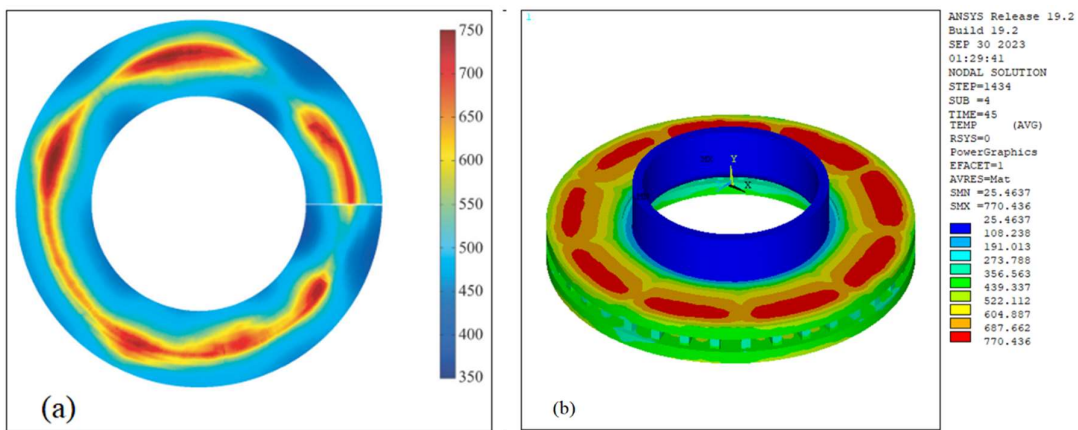 750
700
650
600
550
500
450
400
350
(a)
1
Y
X
(b)
ANSYS Release 19.2
Build 19.2
SEP 30 2023
01:29:41
NODAL SOLUTION
STEP=1434
SUB =4
TIME=45
TEMP (AVG)
RSYS=0
PowerGraphics
EFACET=1
AVRES=Mat
SMN =25.4637
SMX =770.436
25.4637
108.238
191.013
273.788
356.563
439.337
522.112
604.887
687.662
770.436